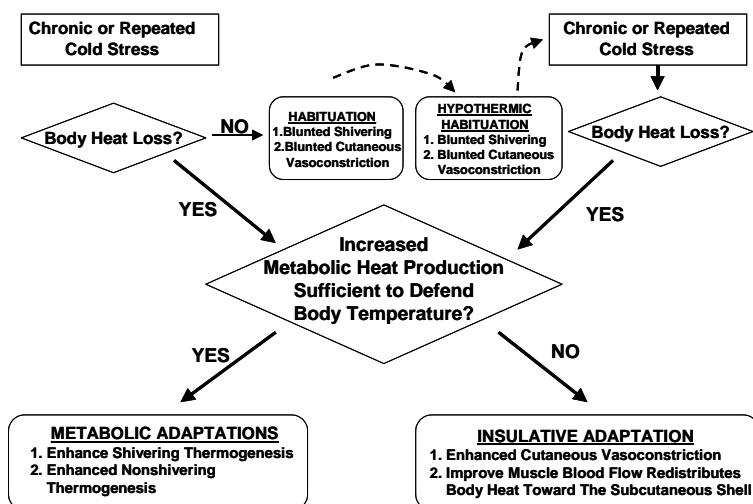 Chronic or Repeated
Cold Stress
Body Heat Loss?
NO
HABITUATION
1.Blunted Shivering
2.Blunted Cutaneous
Vasoconstriction
HYPOTHERMIC
HABITUATION
1. Blunted Shivering
2. Blunted Cutaneous
Vasoconstriction
Chronic or Repeated
Cold Stress
Body Heat Loss?
YES
YES
Increased
Metabolic Heat Production
Sufficient to Defend
Body Temperature?
YES
NO
METABOLIC ADAPTATIONS
1. Enhance Shivering Thermogenesis
2. Enhanced Nonshivering
Thermogenesis
INSULATIVE ADAPTATION
1. Enhanced Cutaneous Vasoconstriction
2. Improve Muscle Blood Flow Redistributes
Body Heat Toward The Subcutaneous Shell